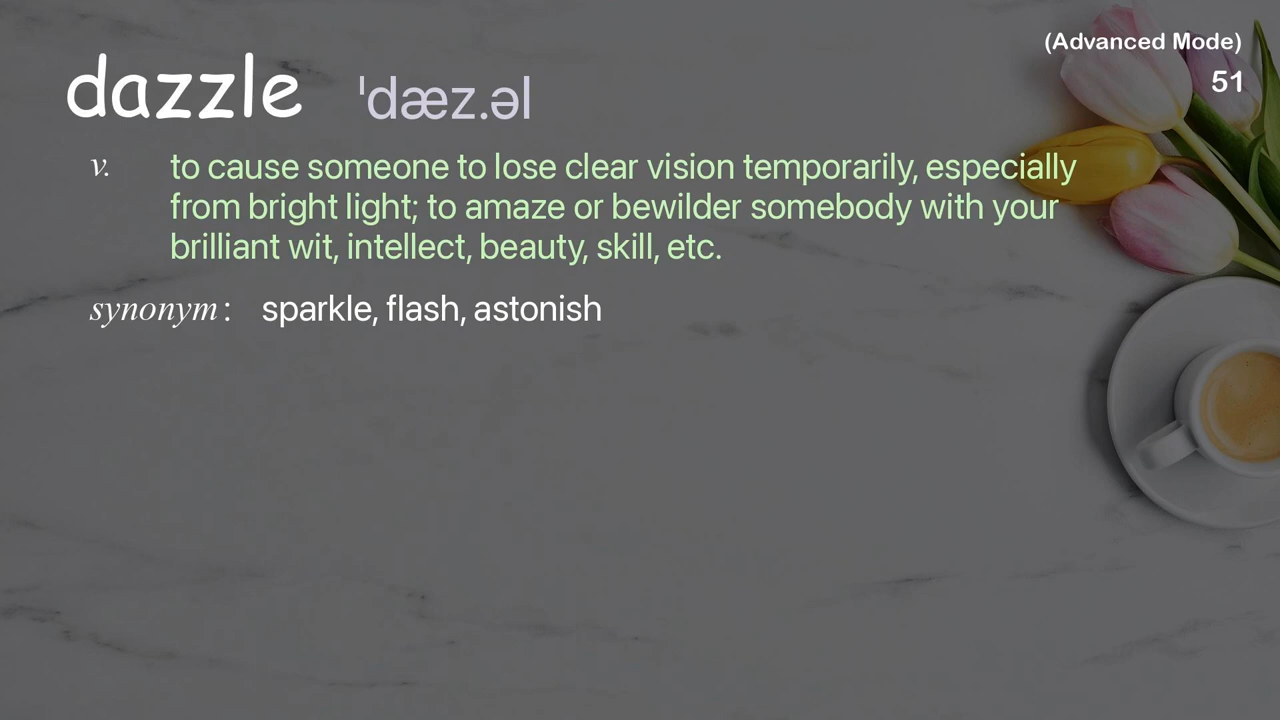 (Advanced Mode)
51
dazzle ˈdæz.əl
v. to cause someone to lose clear vision temporarily, especially
from bright light; to amaze or bewilder somebody with your
brilliant wit, intellect, beauty, skill, etc.
synonym: sparkle, flash, astonish